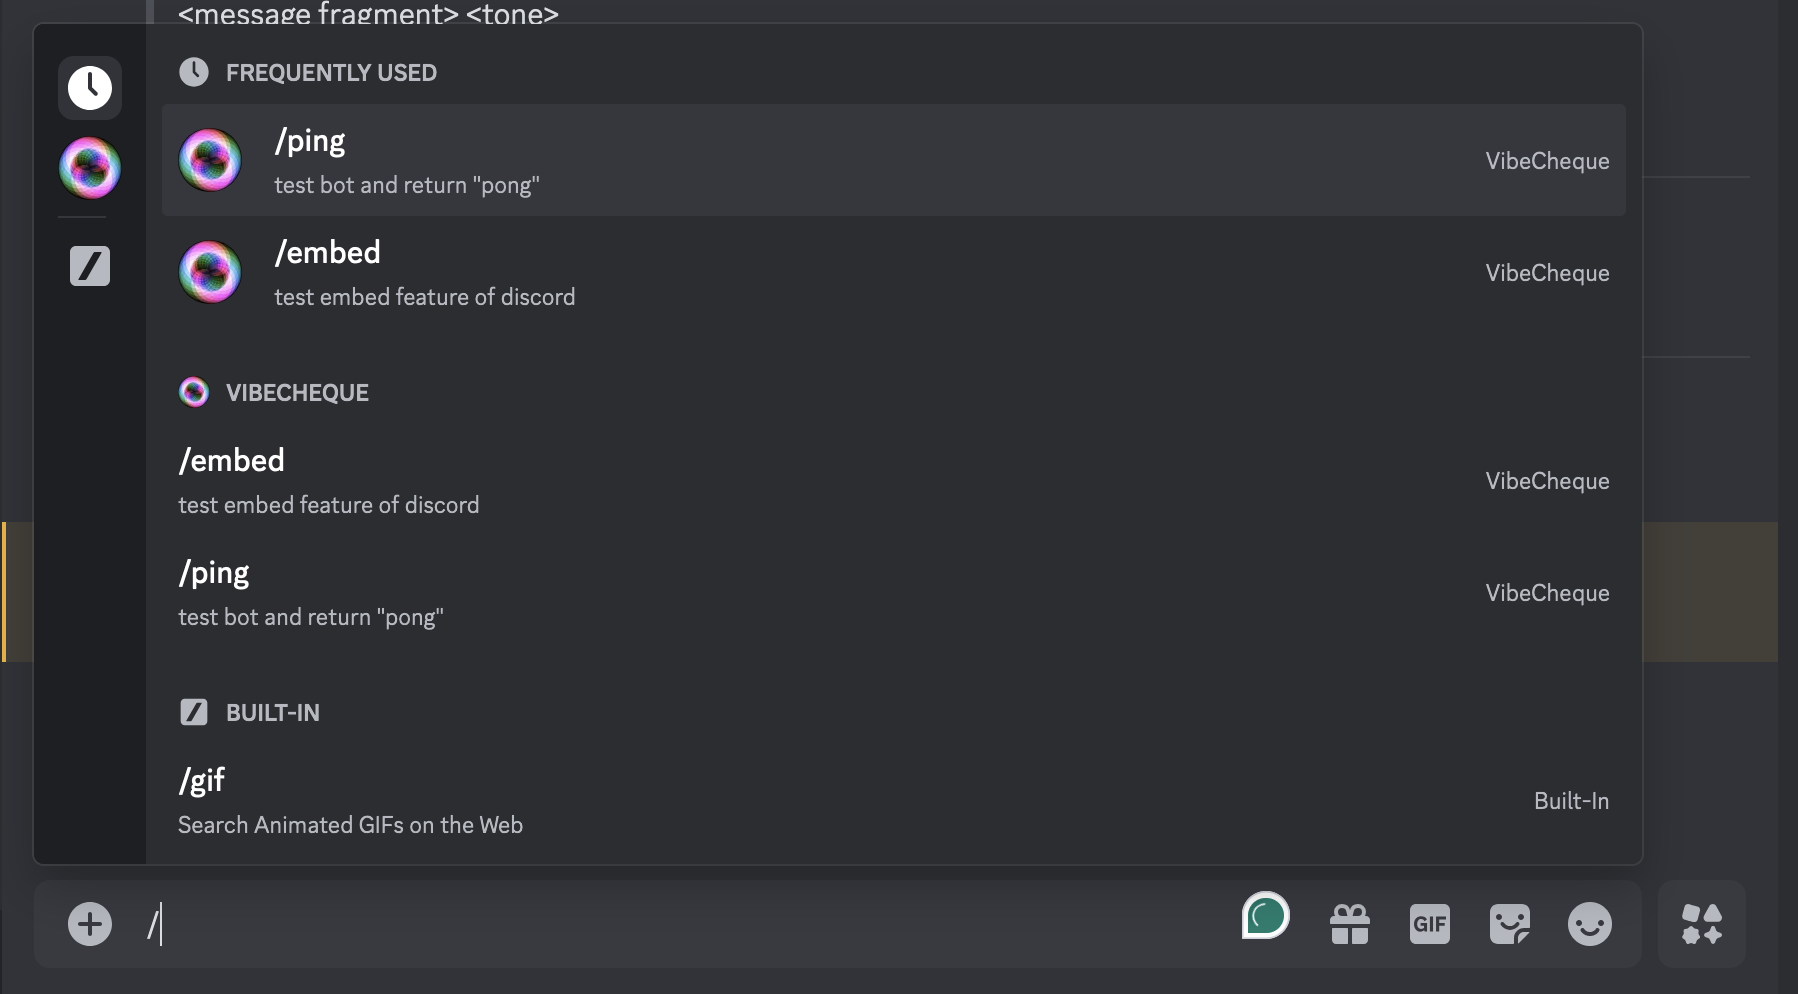 <message fragment> <tone>
FREQUENTLY USED
/ping
test bot and return "pong"
VibeCheque
/embed
test embed feature of discord
VibeCheque
VIBECHEQUE
/embed
test embed feature of discord
VibeCheque
/ping
test bot and return "pong"
VibeCheque
BUILT-IN
/gif
Search Animated GIFs on the Web
Built-In
/
GIF